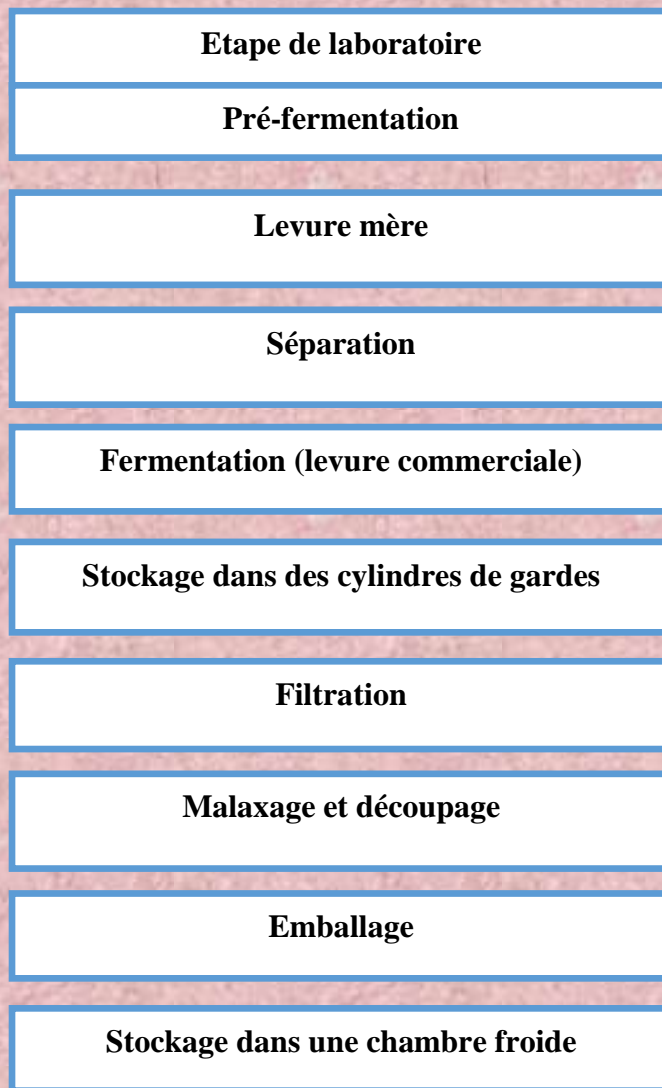 Etape de laboratoire
Pré-fermentation
Levure mère
Séparation
Fermentation (levure commerciale)
Stockage dans des cylindres de gardes
Filtration
Malaxage et découpage
Emballage
Stockage dans une chambre froide